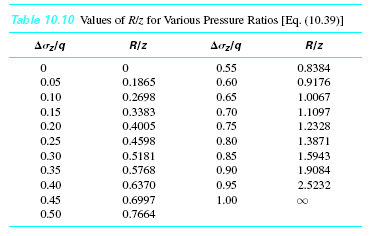 Table 10.10 Values of R/z for Various Pressure Ratios [Eq. (10.39)]
Δσz/q R/z Δσz/q R/z
0 0 0.55 0.8384
0.05 0.1865 0.60 0.9176
0.10 0.2698 0.65 1.0067
0.15 0.3383 0.70 1.1097
0.20 0.4005 0.75 1.2328
0.25 0.4598 0.80 1.3871
0.30 0.5181 0.85 1.5943
0.35 0.5768 0.90 1.9084
0.40 0.6370 0.95 2.5232
0.45 0.6997 1.00 ∞
0.50 0.7664